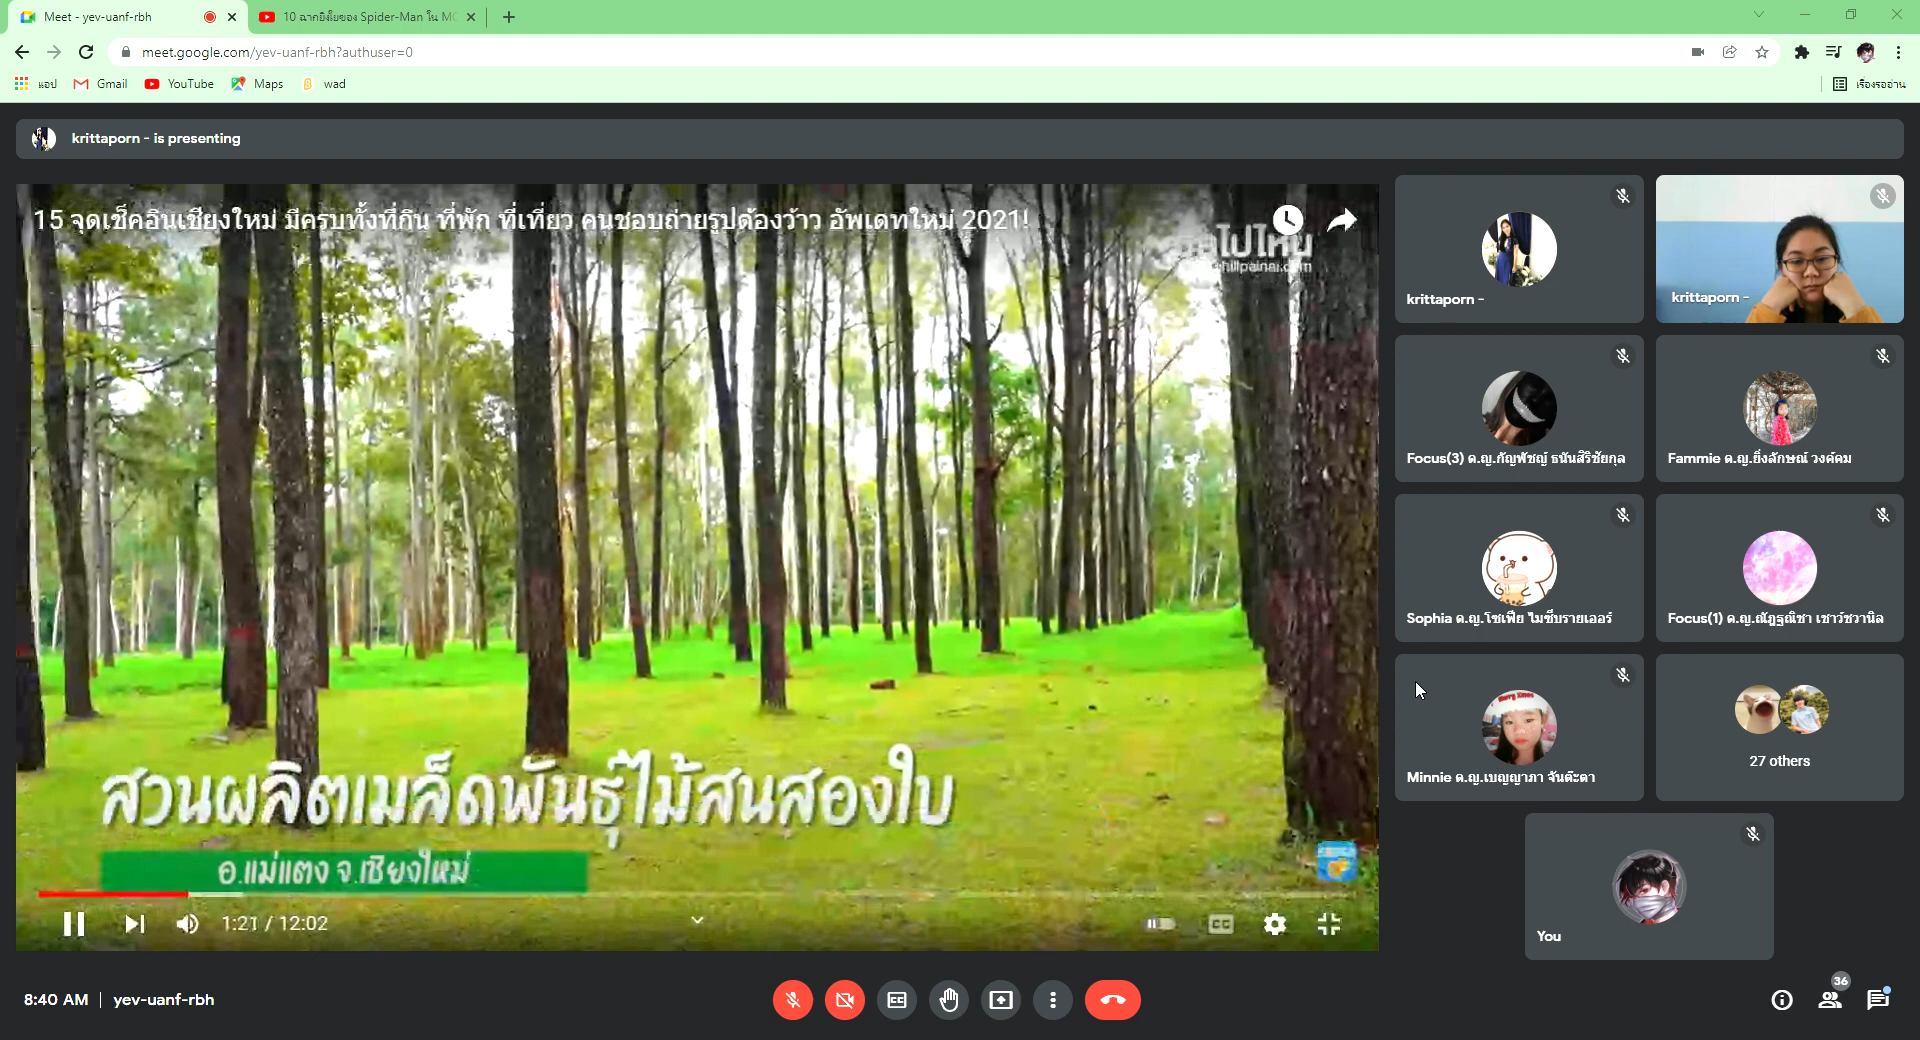 Meet - yev-uanf-rbh
10 ฉากยิงใยของ Spider-Man ใน MC
meet.google.com/yev-uanf-rbh?authuser=0
แอป
Gmail
YouTube
Maps
wad
เรื่องรออ่าน
krittaporn - is presenting
15 จุดเช็คอินเชียงใหม่ มีครบทั้งที่กิน ที่พัก ที่เที่ยว คนชอบถ่ายรูปต้องว้าว อัพเดทใหม่ 2021!
สวนผลิตเมล็ดพันธุ์ไม้สนสองใบ
อ.แม่แตง จ.เชียงใหม่
1:21 / 12:02
krittaporn -
krittaporn -
Focus(3) ด.ญ.กัญพัชญ์ ธนันสิริชัยกุล
Fammie ด.ญ.ยิ่งลักษณ์ วงค์คม
Sophia ด.ญ.โซเฟีย ไมซึ่บรายเออร์
Focus(1) ด.ญ.ณัฎฐณิชา เชาว์ชวานิล
Merry Xmas
Minnie ด.ญ.เบญญาภา จันต๊ะดา
27 others
You
8:40 AM | yev-uanf-rbh
36